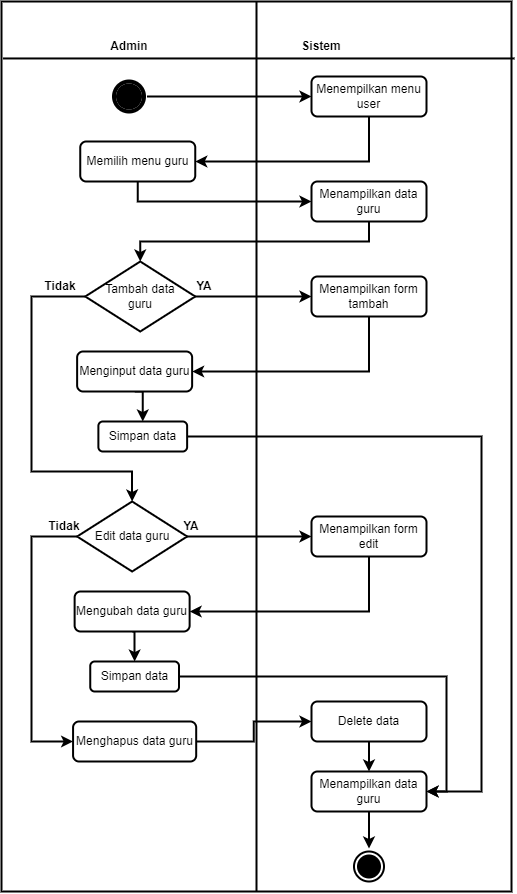 Admin
Sistem
Menempilkan menu
user
Memilih menu guru
Menampilkan data
guru
Tidak
Tambah data
guru
YA
Menampilkan form
tambah
Menginput data guru
Simpan data
Tidak
Edit data guru
YA
Menampilkan form
edit
Mengubah data guru
Simpan data
Menghapus data guru
Delete data
Menampilkan data
guru